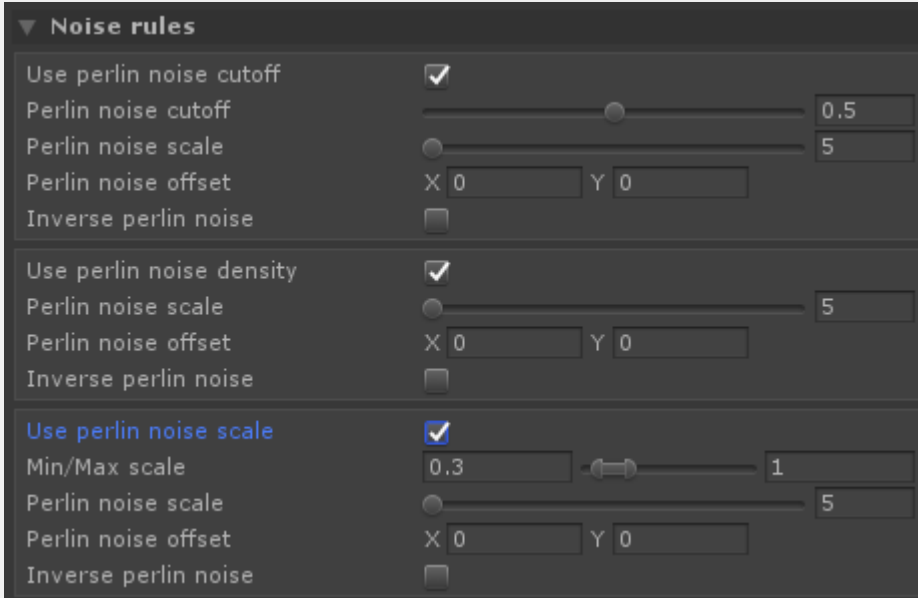 Noise rules
Use perlin noise cutoff
Perlin noise cutoff 0.5
Perlin noise scale 5
Perlin noise offset X 0 Y 0
Inverse perlin noise
Use perlin noise density
Perlin noise scale 5
Perlin noise offset X 0 Y 0
Inverse perlin noise
Use perlin noise scale
Min/Max scale 0.3 1
Perlin noise scale 5
Perlin noise offset X 0 Y 0
Inverse perlin noise